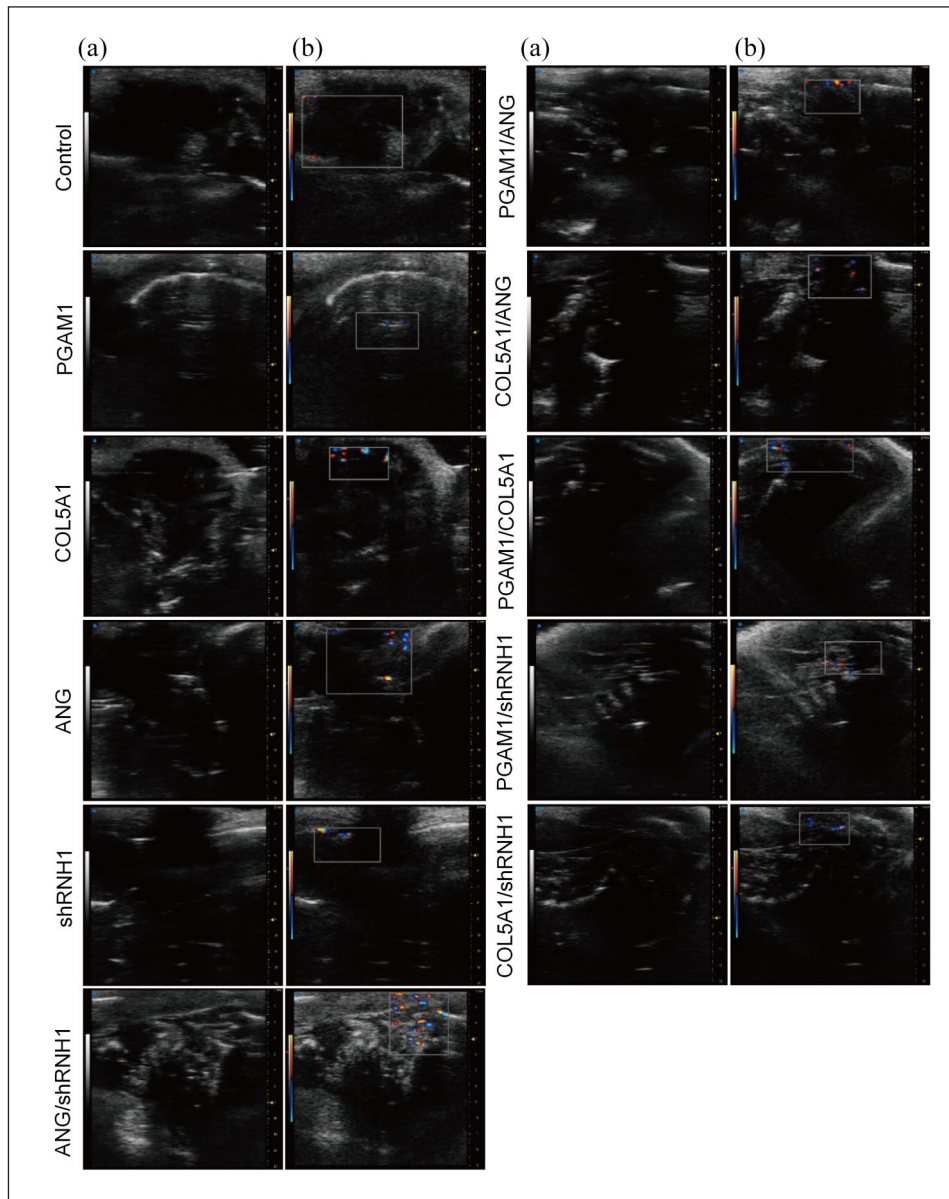 (a)
(b)
Control
PGAM1
COL5A1
ANG
shRNH1
ANG/shRNH1
(a)
(b)
PGAM1/ANG
COL5A1/ANG
PGAM1/COL5A1
PGAM1/shRNH1
COL5A1/shRNH1